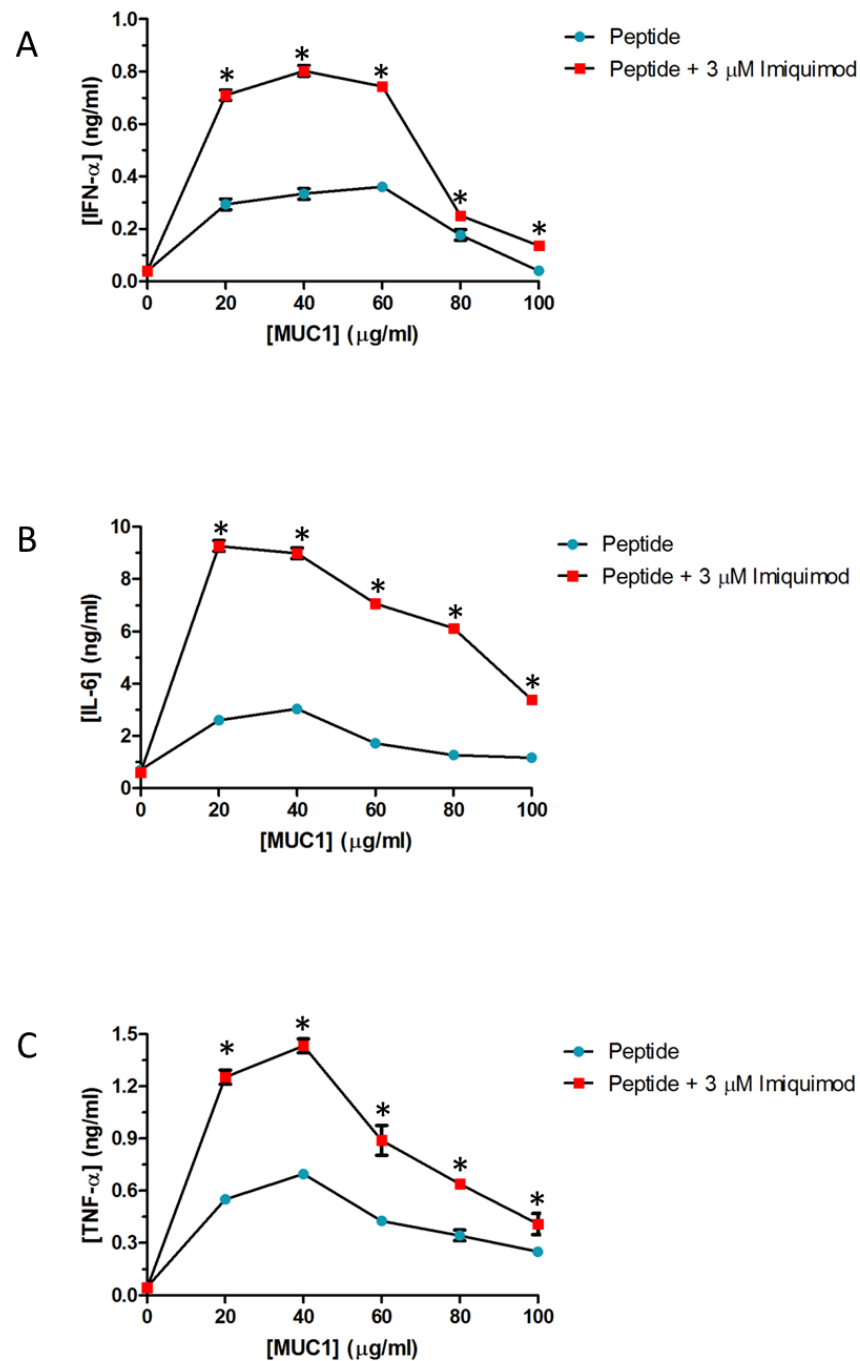 A
1.0
0.8
0.6
0.4
0.2
0.0
[IFN-α] (ng/ml)
* * * * *
0 20 40 60 80 100
[MUC1] (μg/ml)
Peptide
Peptide + 3 μM Imiquimod
B
10
8
6
4
2
0
[IL-6] (ng/ml)
* * * * *
0 20 40 60 80 100
[MUC1] (μg/ml)
Peptide
Peptide + 3 μM Imiquimod
C
1.5
1.2
0.9
0.6
0.3
0.0
[TNF-α] (ng/ml)
* * * * *
0 20 40 60 80 100
[MUC1] (μg/ml)
Peptide
Peptide + 3 μM Imiquimod